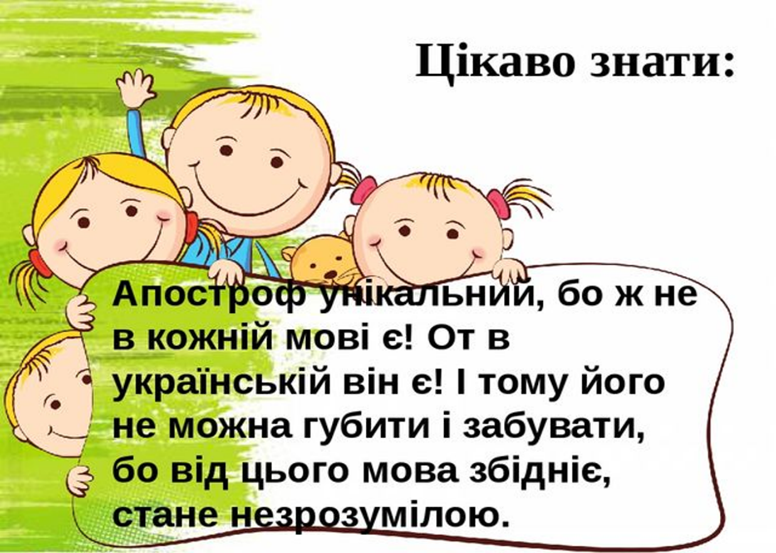 Цікаво знати:
Апостроф унікальний, бо ж не
в кожній мові є! От в
українській він є! І тому його
не можна губити і забувати,
бо від цього мова збідніє,
стане незрозумілою.